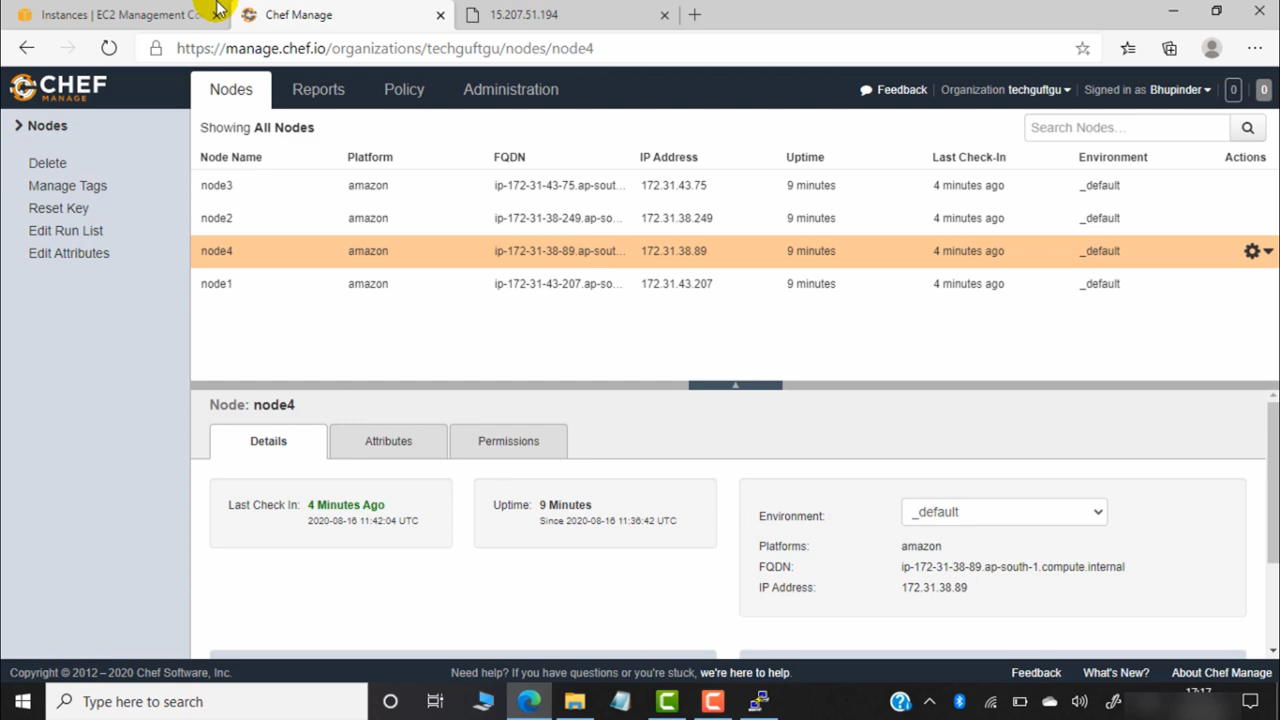 Instances | EC2 Management Co
Chef Manage
15.207.51.194
https://manage.chef.io/organizations/techguftgu/nodes/node4
CHEF
MANAGE
Nodes
Reports
Policy
Administration
Feedback
Organization techguftgu
Signed in as Bhupinder
0
0
Nodes
Delete
Manage Tags
Reset Key
Edit Run List
Edit Attributes
Showing All Nodes
Search Nodes...
Node Name Platform FQDN IP Address Uptime Last Check-In Environment Actions
node3 amazon ip-172-31-43-75.ap-sout... 172.31.43.75 9 minutes 4 minutes ago _default
node2 amazon ip-172-31-38-249.ap-so... 172.31.38.249 9 minutes 4 minutes ago _default
node4 amazon ip-172-31-38-89.ap-sout... 172.31.38.89 9 minutes 4 minutes ago _default
node1 amazon ip-172-31-43-207.ap-so... 172.31.43.207 9 minutes 4 minutes ago _default
Node: node4
Details
Attributes
Permissions
Last Check In: 4 Minutes Ago
2020-08-16 11:42:04 UTC
Uptime: 9 Minutes
Since 2020-08-16 11:36:42 UTC
Environment: _default
Platforms: amazon
FQDN: ip-172-31-38-89.ap-south-1.compute.internal
IP Address: 172.31.38.89
Copyright © 2012 – 2020 Chef Software, Inc.
Need help? If you have questions or you're stuck, we're here to help.
Feedback
What's New?
About Chef Manage
Type here to search
17:17